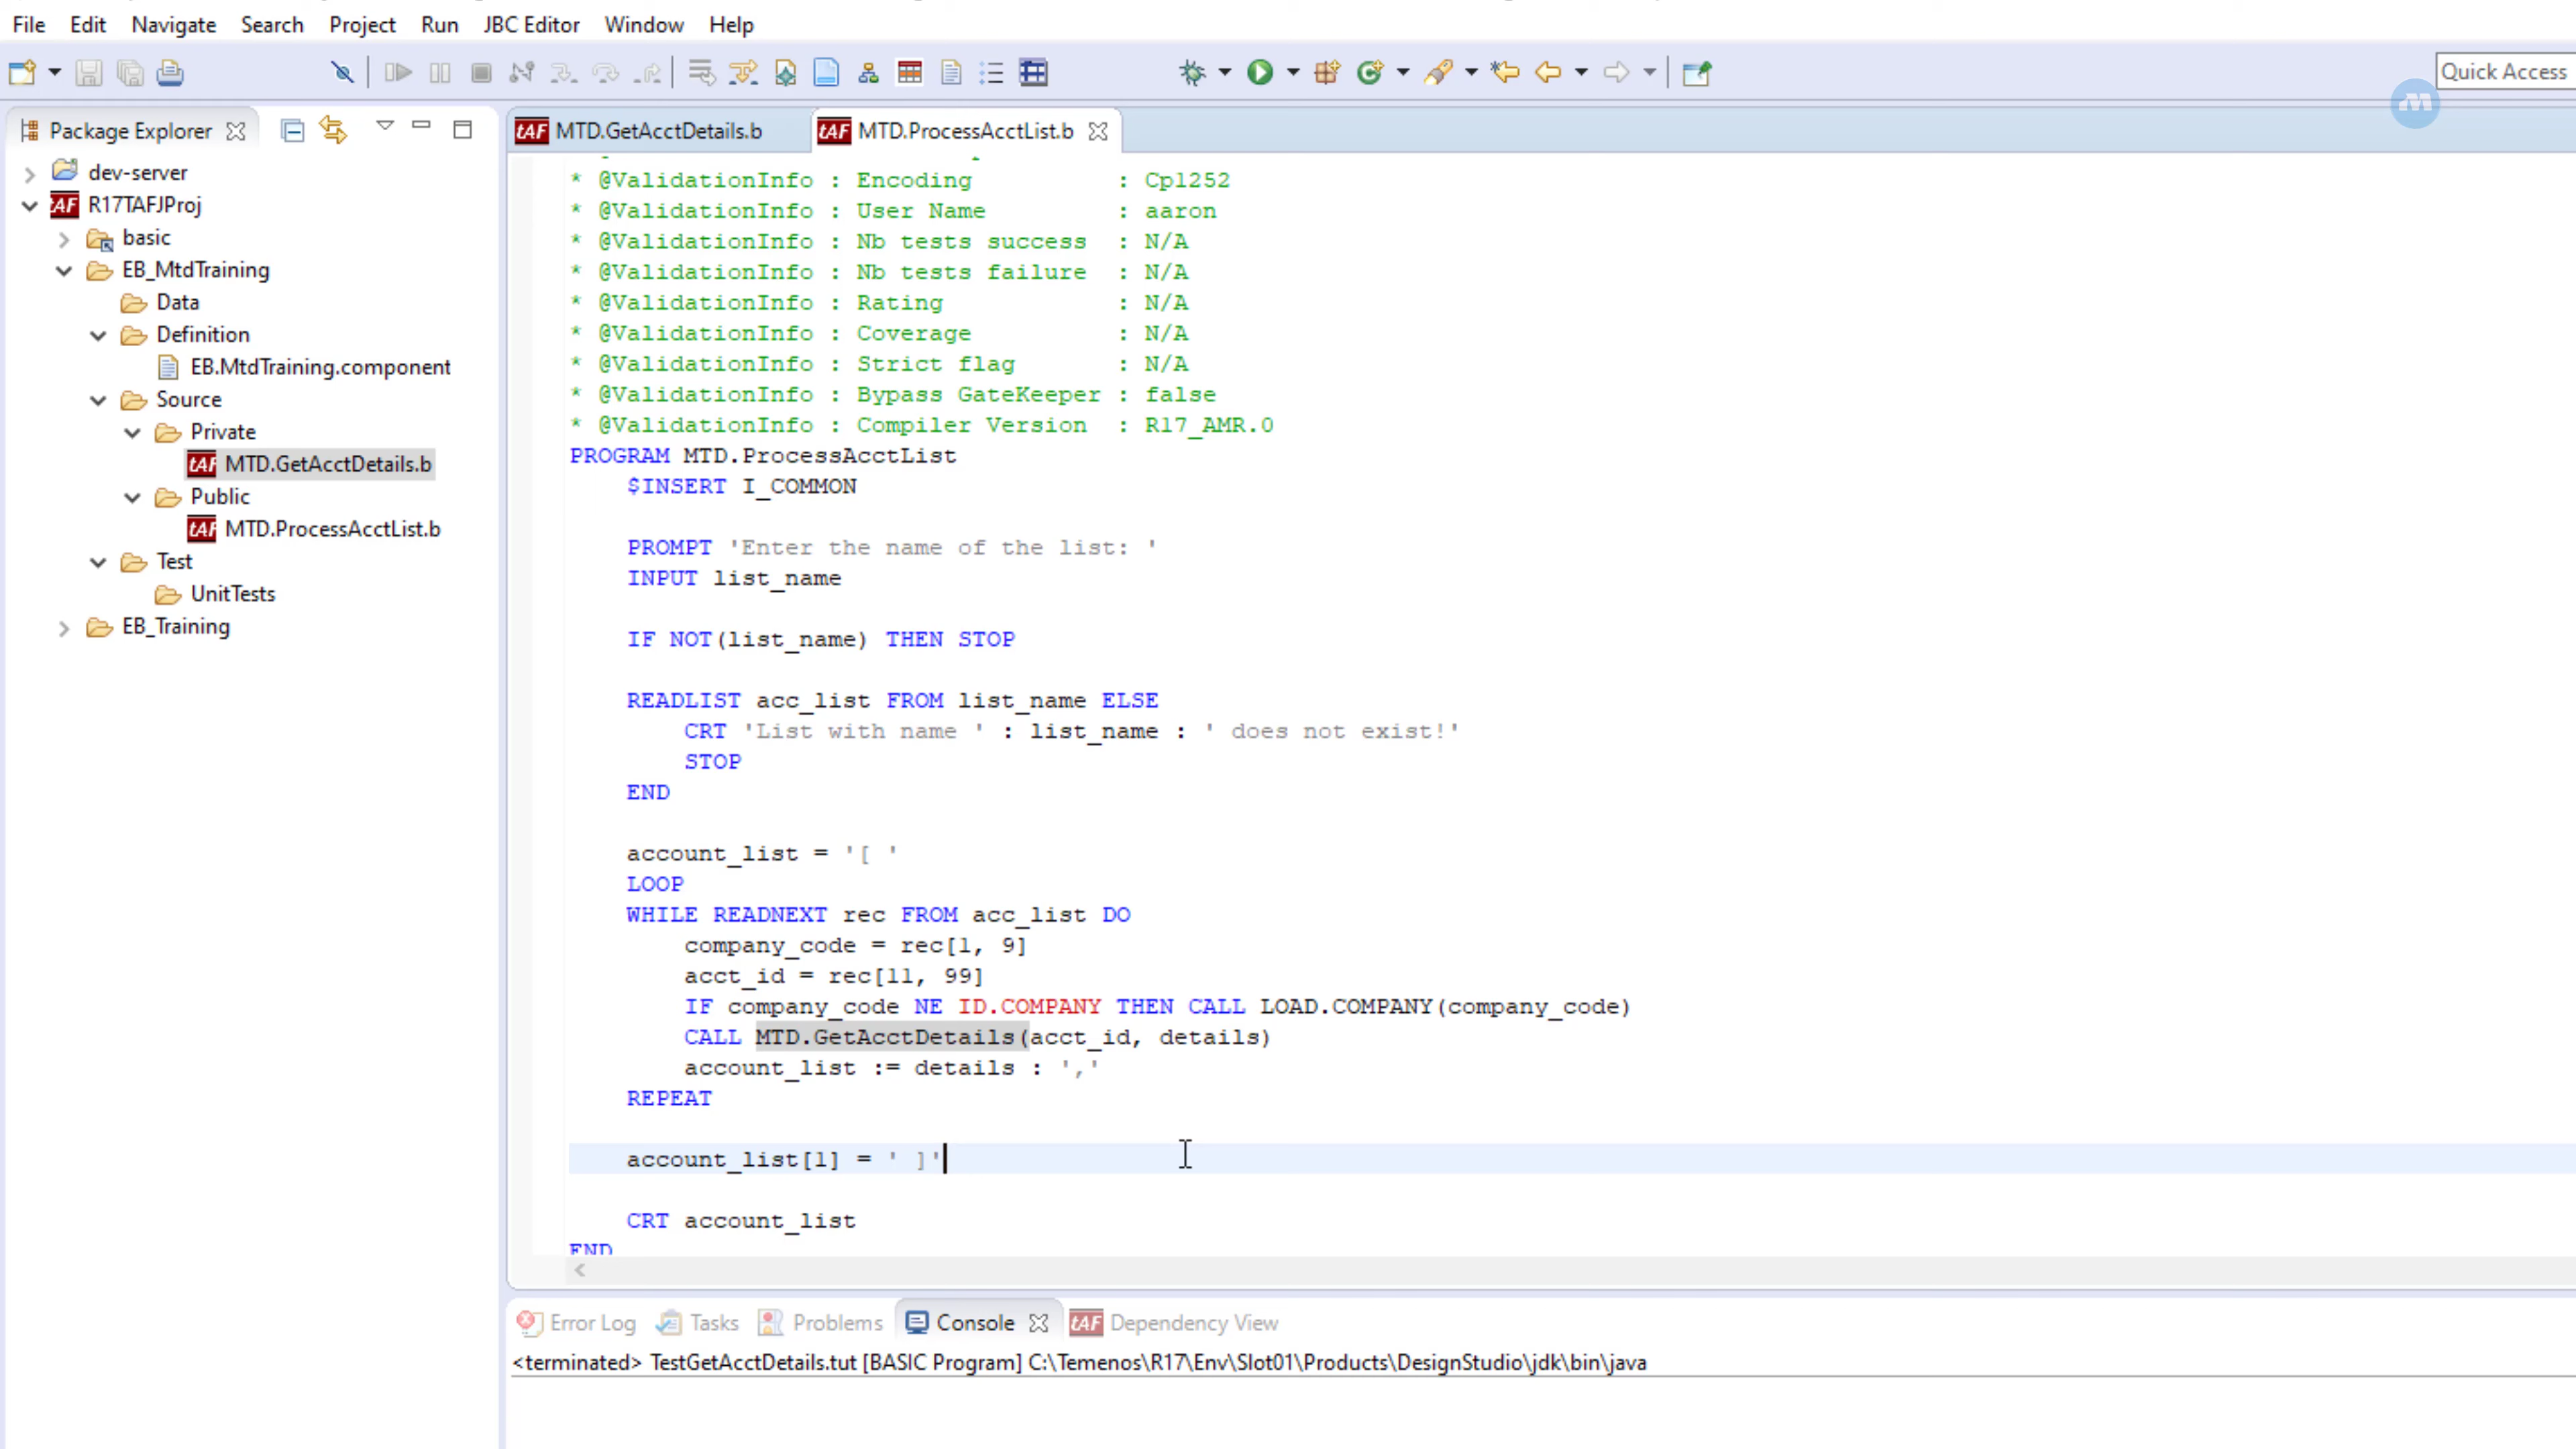 File Edit Navigate Search Project Run JBC Editor Window Help
Quick Access
Package Explorer
dev-server
R17TAFJProj
basic
EB_MtdTraining
Data
Definition
EB.MtdTraining.component
Source
Private
MTD.GetAcctDetails.b
Public
MTD.ProcessAcctList.b
Test
UnitTests
EB_Training
MTD.GetAcctDetails.b MTD.ProcessAcctList.b
* @ValidationInfo : Encoding : Cp1252
* @ValidationInfo : User Name : aaron
* @ValidationInfo : Nb tests success : N/A
* @ValidationInfo : Nb tests failure : N/A
* @ValidationInfo : Rating : N/A
* @ValidationInfo : Coverage : N/A
* @ValidationInfo : Strict flag : N/A
* @ValidationInfo : Bypass GateKeeper : false
* @ValidationInfo : Compiler Version : R17_AMR.0
PROGRAM MTD.ProcessAcctList
$INSERT I_COMMON
PROMPT 'Enter the name of the list: '
INPUT list_name
IF NOT(list_name) THEN STOP
READLIST acc_list FROM list_name ELSE
CRT 'List with name ' : list_name : ' does not exist!'
STOP
END
account_list = '[ '
LOOP
WHILE READNEXT rec FROM acc_list DO
company_code = rec[1, 9]
acct_id = rec[11, 99]
IF company_code NE ID.COMPANY THEN CALL LOAD.COMPANY(company_code)
CALL MTD.GetAcctDetails(acct_id, details)
account_list := details : ','
REPEAT
account_list[1] = ' ]'
CRT account_list
END
Error Log Tasks Problems Console Dependency View
<terminated> TestGetAcctDetails.tut [BASIC Program] C:\Temenos\R17\Env\Slot01\Products\DesignStudio\jdk\bin\java